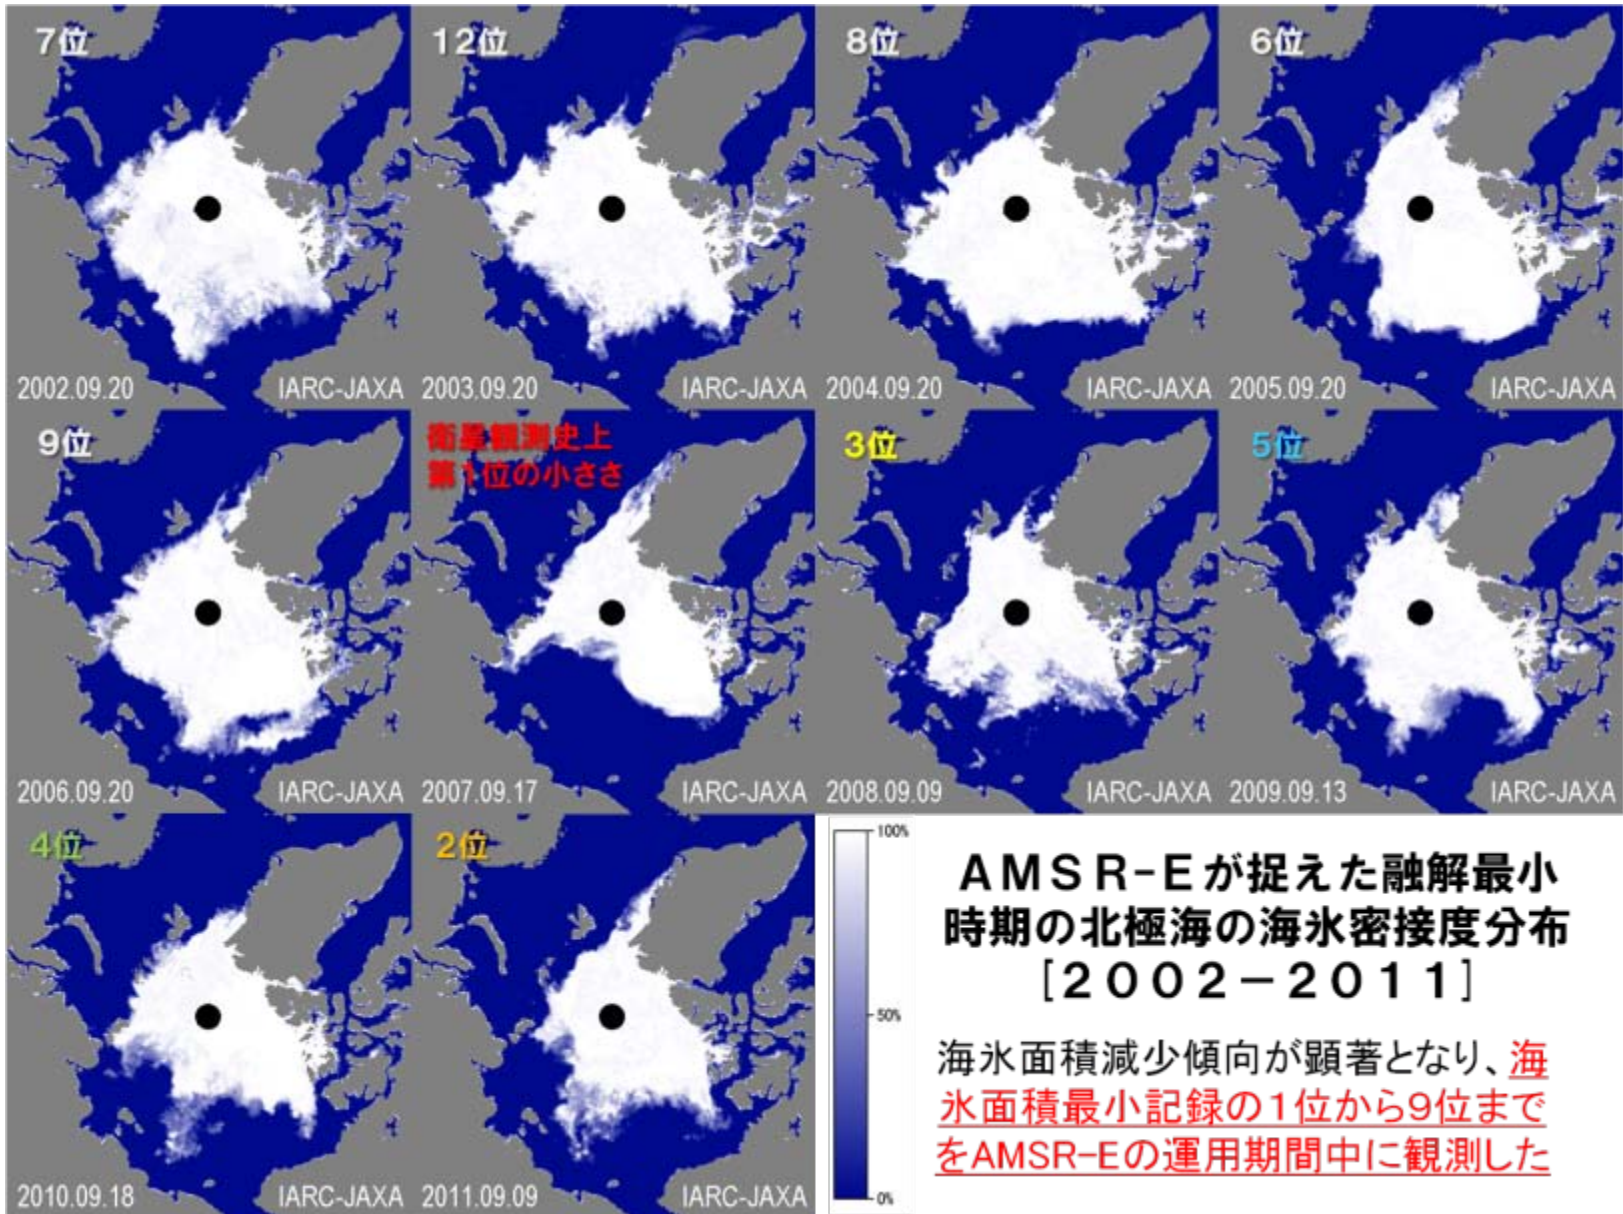 7位
12位
8位
6位
2002.09.20 IARC-JAXA
2003.09.20 IARC-JAXA
2004.09.20 IARC-JAXA
2005.09.20 IARC-JAXA
9位
衛星観測史上
第1位の小ささ
3位
5位
2006.09.20 IARC-JAXA
2007.09.17 IARC-JAXA
2008.09.09 IARC-JAXA
2009.09.13 IARC-JAXA
4位
2位
2010.09.18 IARC-JAXA
2011.09.09 IARC-JAXA
100%
50%
0%
AMSR-Eが捉えた融解最小
時期の北極海の海氷密接度分布
[2002-2011]
海氷面積減少傾向が顕著となり、海
氷面積最小記録の1位から9位まで
をAMSR-Eの運用期間中に観測した